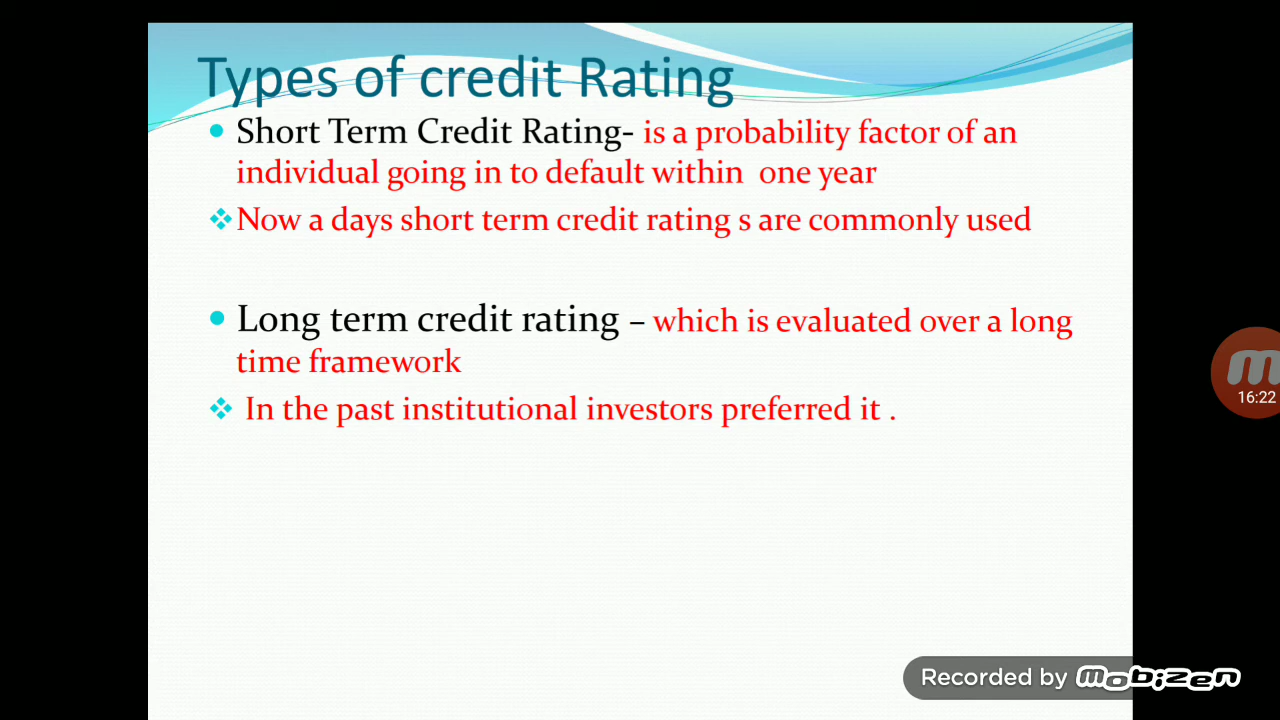 Types of credit Rating
Short Term Credit Rating- is a probability factor of an
individual going in to default within one year
Now a days short term credit rating s are commonly used
Long term credit rating – which is evaluated over a long
time framework
In the past institutional investors preferred it .
16:22
Recorded by mobizen